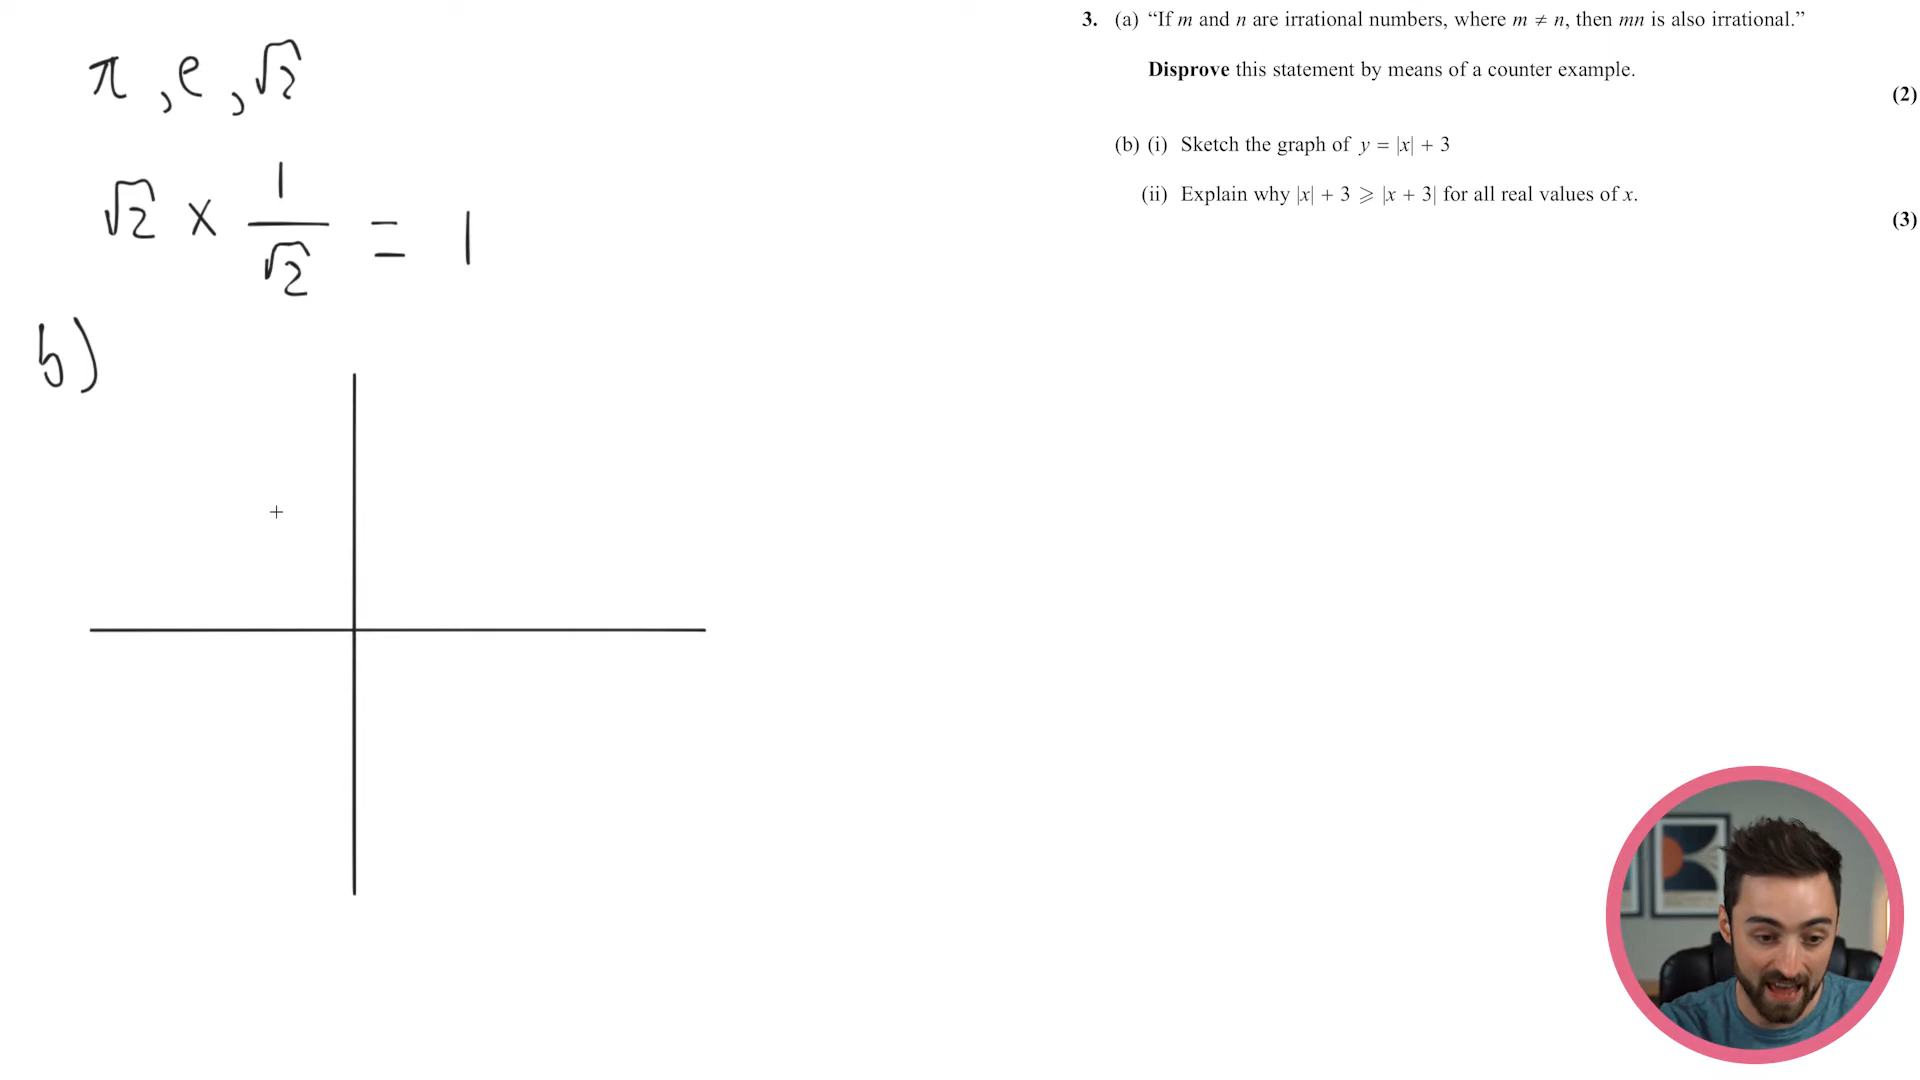 π, e, √2
√2 × 1/√2 = 1
b)
3. (a) “If m and n are irrational numbers, where m ≠ n, then mn is also irrational.”
Disprove this statement by means of a counter example.
(2)
(b) (i) Sketch the graph of y = |x| + 3
(ii) Explain why |x| + 3 ⩾ |x + 3| for all real values of x.
(3)